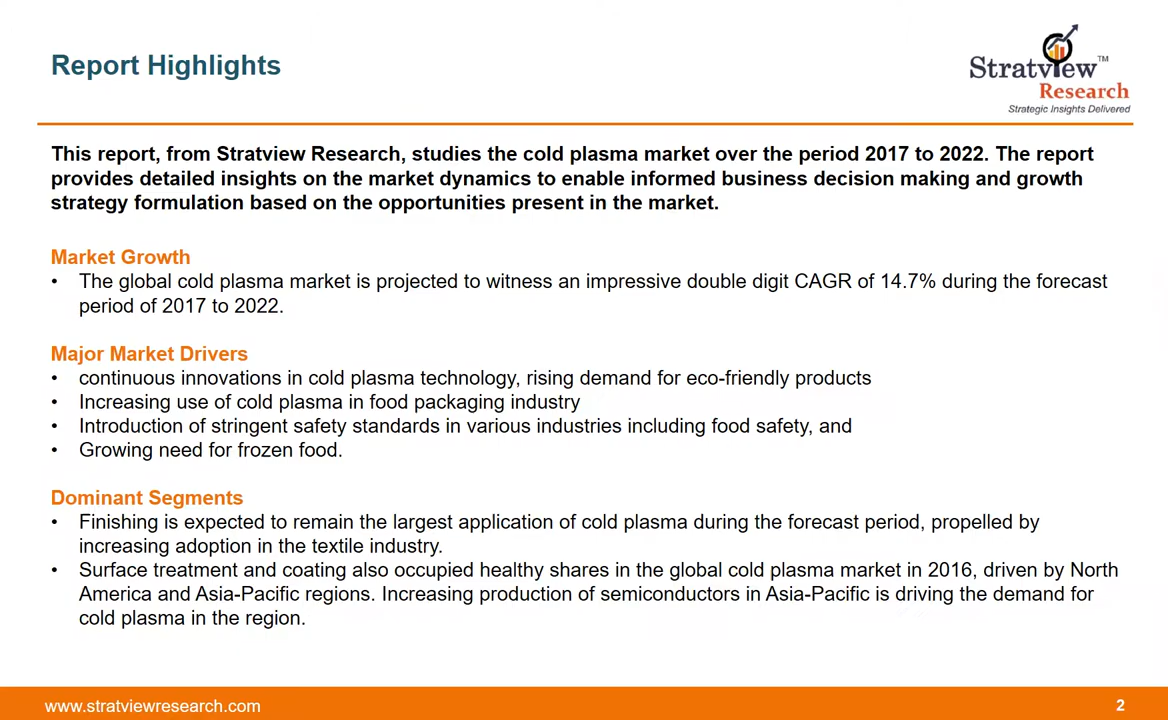 Report Highlights
Stratview™
Research
Strategic Insights Delivered
This report, from Stratview Research, studies the cold plasma market over the period 2017 to 2022. The report
provides detailed insights on the market dynamics to enable informed business decision making and growth
strategy formulation based on the opportunities present in the market.
Market Growth
• The global cold plasma market is projected to witness an impressive double digit CAGR of 14.7% during the forecast
period of 2017 to 2022.
Major Market Drivers
• continuous innovations in cold plasma technology, rising demand for eco-friendly products
• Increasing use of cold plasma in food packaging industry
• Introduction of stringent safety standards in various industries including food safety, and
• Growing need for frozen food.
Dominant Segments
• Finishing is expected to remain the largest application of cold plasma during the forecast period, propelled by
increasing adoption in the textile industry.
• Surface treatment and coating also occupied healthy shares in the global cold plasma market in 2016, driven by North
America and Asia-Pacific regions. Increasing production of semiconductors in Asia-Pacific is driving the demand for
cold plasma in the region.
www.stratviewresearch.com
2